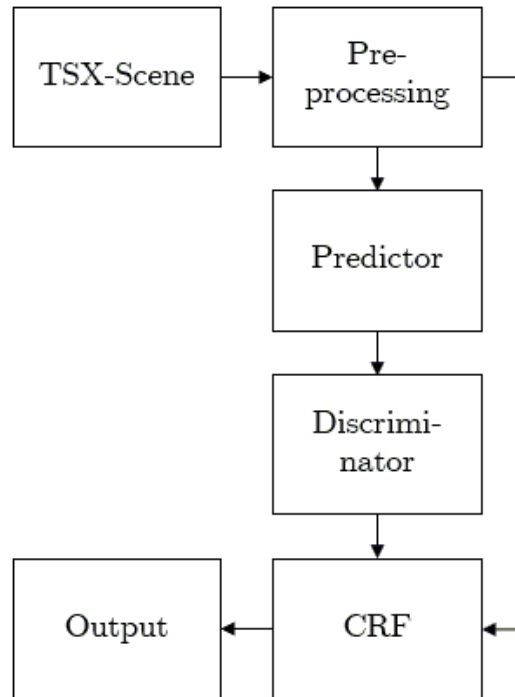 TSX-Scene
Pre-
processing
Predictor
Discrimi-
nator
Output
CRF